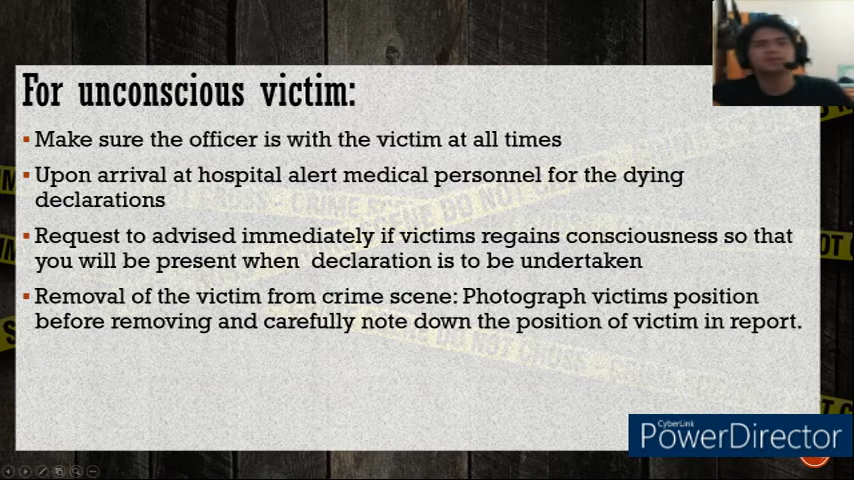 For unconscious victim:
Make sure the officer is with the victim at all times
Upon arrival at hospital alert medical personnel for the dying
declarations
Request to advised immediately if victims regains consciousness so that
you will be present when declaration is to be undertaken
Removal of the victim from crime scene: Photograph victims position
before removing and carefully note down the position of victim in report.
CyberLink
PowerDirector